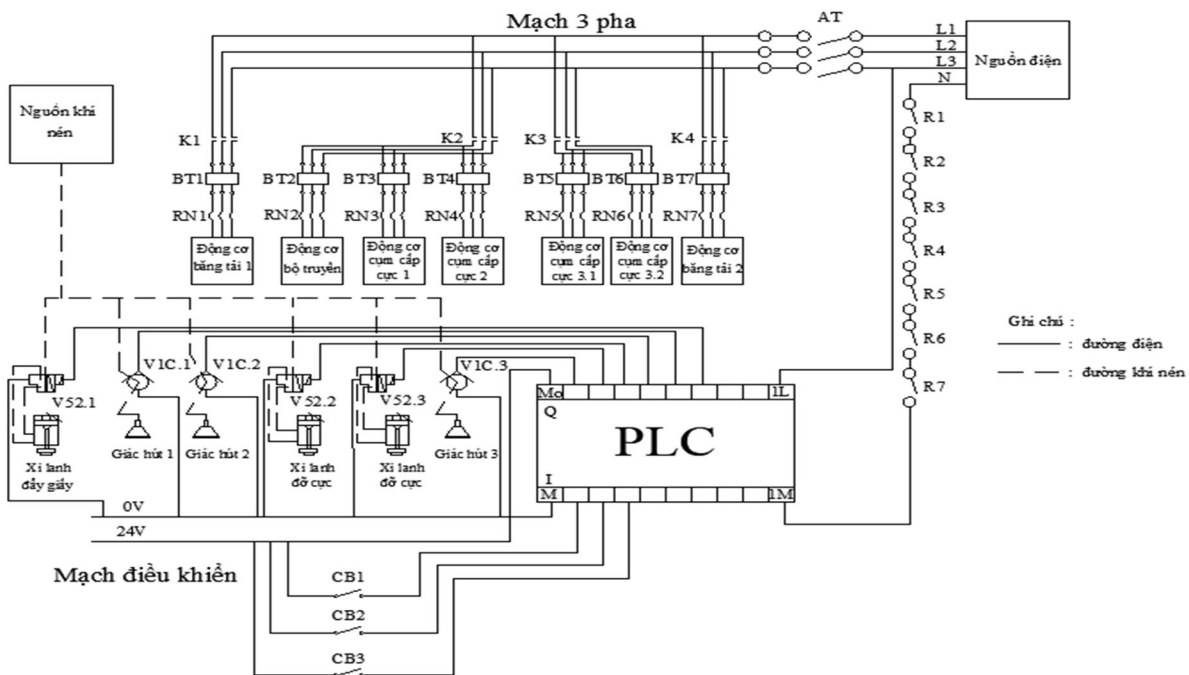 Mạch 3 pha
AT
L1
L2
L3
N
Nguồn điện
Nguồn khí
nén
K1
K2
K3
K4
R1
R2
R3
R4
R5
R6
R7
BT1
BT2
BT3
BT4
BT5
BT6
BT7
RN1
RN2
RN3
RN4
RN5
RN6
RN7
Động cơ
băng tải 1
Động cơ
bộ truyền
Động cơ
cụm cấp
cực 1
Động cơ
cụm cấp
cực 2
Động cơ
cụm cấp
cực 3.1
Động cơ
cụm cấp
cực 3.2
Động cơ
băng tải 2
Ghi chú :
: đường điện
: đường khí nén
V52.1
V1C.1
V1C.2
V52.2
V52.3
V1C.3
Xi lanh
đẩy giấy
Giác hút 1
Giác hút 2
Xi lanh
đỡ cực
Xi lanh
đỡ cực
Giác hút 3
Mo
1L
Q
PLC
I
M
1M
0V
24V
Mạch điều khiển
CB1
CB2
CB3